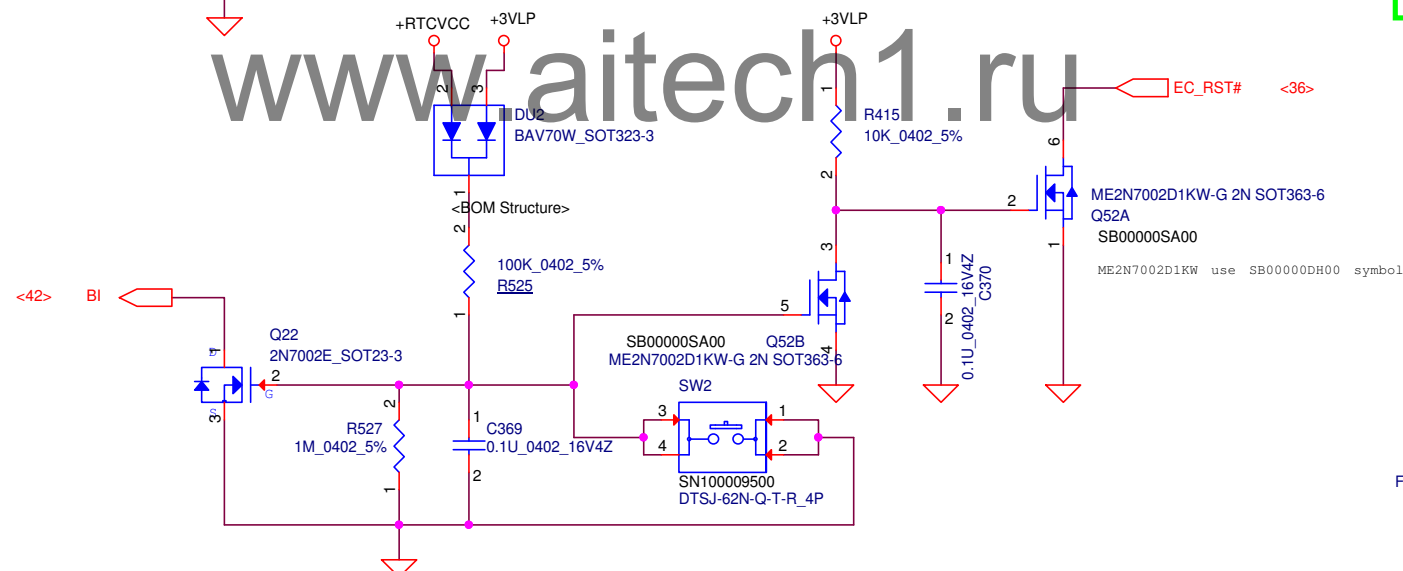 +RTCVCC
+3VLP
+3VLP
www.aitech1.ru
EC_RST#
<36>
2
3
1
6
DU2
BAV70W_SOT323-3
R415
10K_0402_5%
2
1
<BOM Structure>
2
2
ME2N7002D1KW-G 2N SOT363-6
Q52A
SB00000SA00
1
ME2N7002D1KW use SB00000DH00 symbol
3
100K_0402_5%
R525
1
1
2
0.1U_0402_16V4Z
C370
<42>
BI
5
Q22
2N7002E_SOT23-3
D
1
2
G
S
3
SB00000SA00
Q52B
ME2N7002D1KW-G 2N SOT363-6
4
SW2
2
R527
1M_0402_5%
1
1
C369
0.1U_0402_16V4Z
2
3
4
1
2
SN100009500
DTSJ-62N-Q-T-R_4P
F